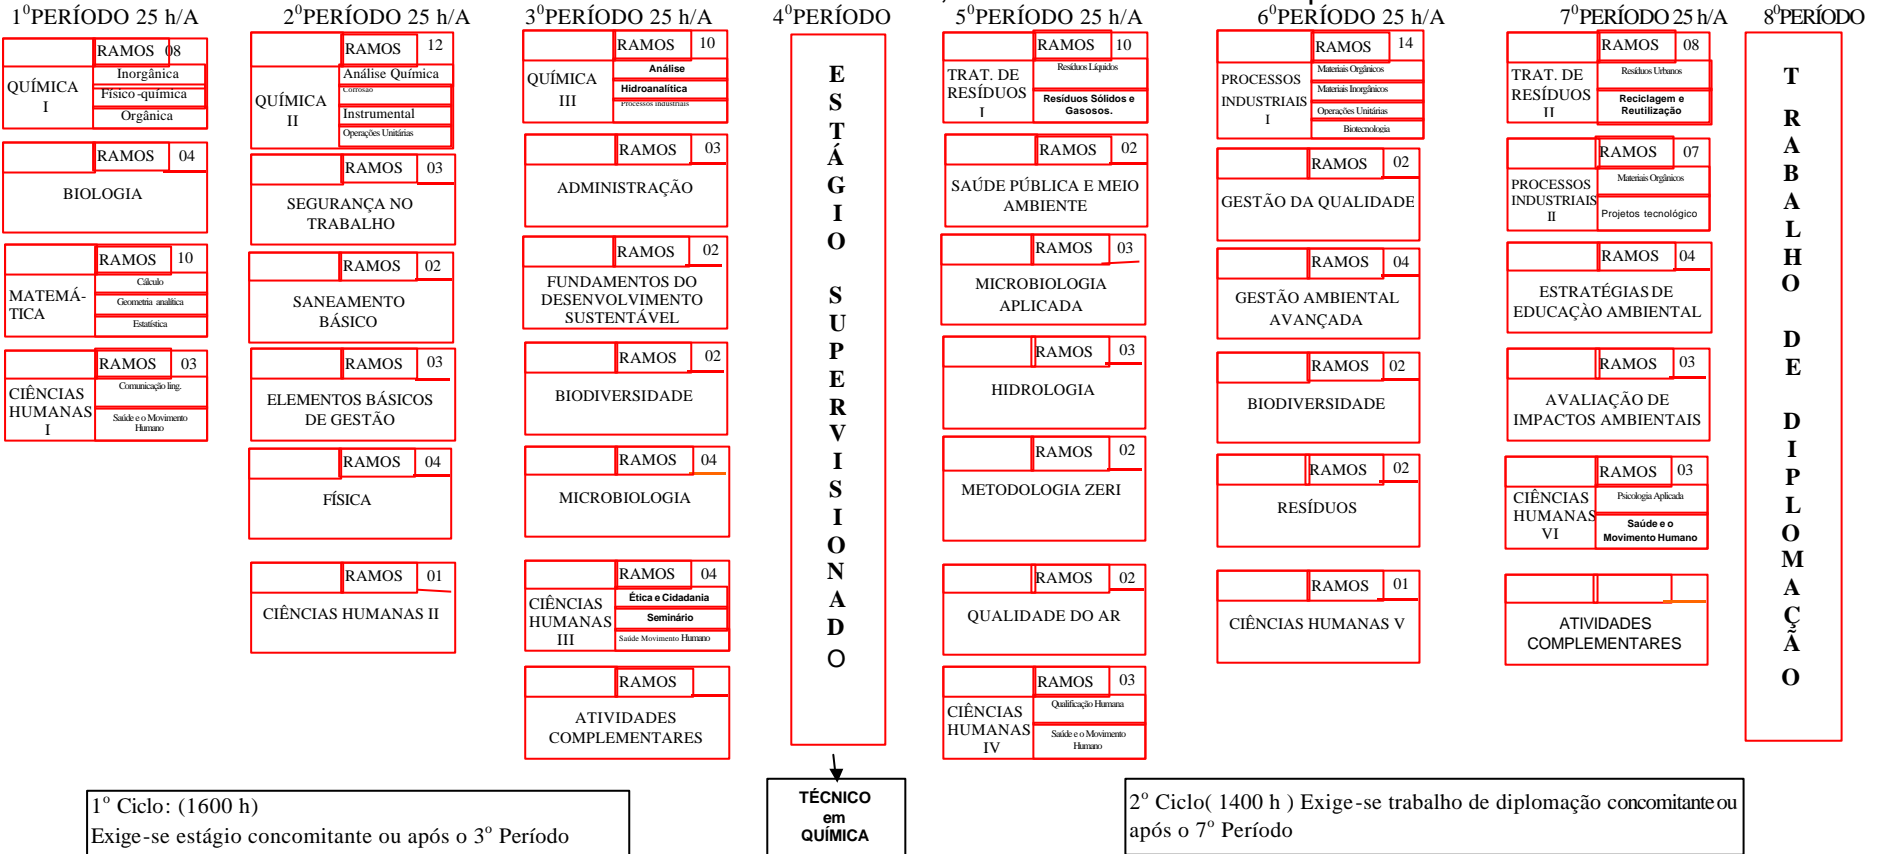 1⁰PERÍODO 25 h/A
RAMOS 08
QUÍMICA
I
Inorgânica
Físico-química
Orgânica
RAMOS 04
BIOLOGIA
RAMOS 10
MATEMÁ-
TICA
Cálculo
Geometria analítica
Estatística
RAMOS 03
CIÊNCIAS
HUMANAS
I
Comunicação ling.
Saúde e o Movimento
Humano
2⁰PERÍODO 25 h/A
RAMOS 12
QUÍMICA
II
Análise Química
Corrosão
Instrumental
Operações Unitárias
RAMOS 03
SEGURANÇA NO
TRABALHO
RAMOS 02
SANEAMENTO
BÁSICO
RAMOS 03
ELEMENTOS BÁSICOS
DE GESTÃO
RAMOS 04
FÍSICA
RAMOS 01
CIÊNCIAS HUMANAS II
3⁰PERÍODO 25 h/A
RAMOS 10
QUÍMICA
III
Análise
Hidroanalítica
Processos industriais
RAMOS 03
ADMINISTRAÇÃO
RAMOS 02
FUNDAMENTOS DO
DESENVOLVIMENTO
SUSTENTÁVEL
RAMOS 02
BIODIVERSIDADE
RAMOS 04
MICROBIOLOGIA
RAMOS 04
CIÊNCIAS
HUMANAS
III
Ética e Cidadania
Seminário
Saúde Movimento Humano
RAMOS
ATIVIDADES
COMPLEMENTARES
4⁰PERÍODO
ESTÁGIO SUPERVISIONADO
TÉCNICO
em
QUÍMICA
5⁰PERÍODO 25 h/A
RAMOS 10
TRAT. DE
RESÍDUOS
I
Resíduos Líquidos
Resíduos Sólidos e
Gasosos.
RAMOS 02
SAÚDE PÚBLICA E MEIO
AMBIENTE
RAMOS 03
MICROBIOLOGIA
APLICADA
RAMOS 03
HIDROLOGIA
RAMOS 02
METODOLOGIA ZERI
RAMOS 02
QUALIDADE DO AR
RAMOS 03
CIÊNCIAS
HUMANAS
IV
Qualificação Humana
Saúde e o Movimento
Humano
6⁰PERÍODO 25 h/A
RAMOS 14
PROCESSOS
INDUSTRIAIS
I
Materiais Orgânicos
Materiais Inorgânicos
Operações Unitárias
Biotecnologia
RAMOS 02
GESTÃO DA QUALIDADE
RAMOS 04
GESTÃO AMBIENTAL
AVANÇADA
RAMOS 02
BIODIVERSIDADE
RAMOS 02
RESÍDUOS
RAMOS 01
CIÊNCIAS HUMANAS V
7⁰PERÍODO 25 h/A
RAMOS 08
TRAT. DE
RESÍDUOS
II
Resíduos Urbanos
Reciclagem e
Reutilização
RAMOS 07
PROCESSOS
INDUSTRIAIS
II
Materiais Orgânicos
Projetos tecnológico
RAMOS 04
ESTRATÉGIAS DE
EDUCAÇÀO AMBIENTAL
RAMOS 03
AVALIAÇÃO DE
IMPACTOS AMBIENTAIS
RAMOS 03
CIÊNCIAS
HUMANAS
VI
Psicologia Aplicada
Saúde e o
Movimento Humano
ATIVIDADES
COMPLEMENTARES
8⁰PERÍODO
TRABALHO DE DIPLOMAÇÃO
1º Ciclo: (1600 h)
Exige-se estágio concomitante ou após o 3º Período
2º Ciclo( 1400 h ) Exige-se trabalho de diplomação concomitante ou
após o 7º Período